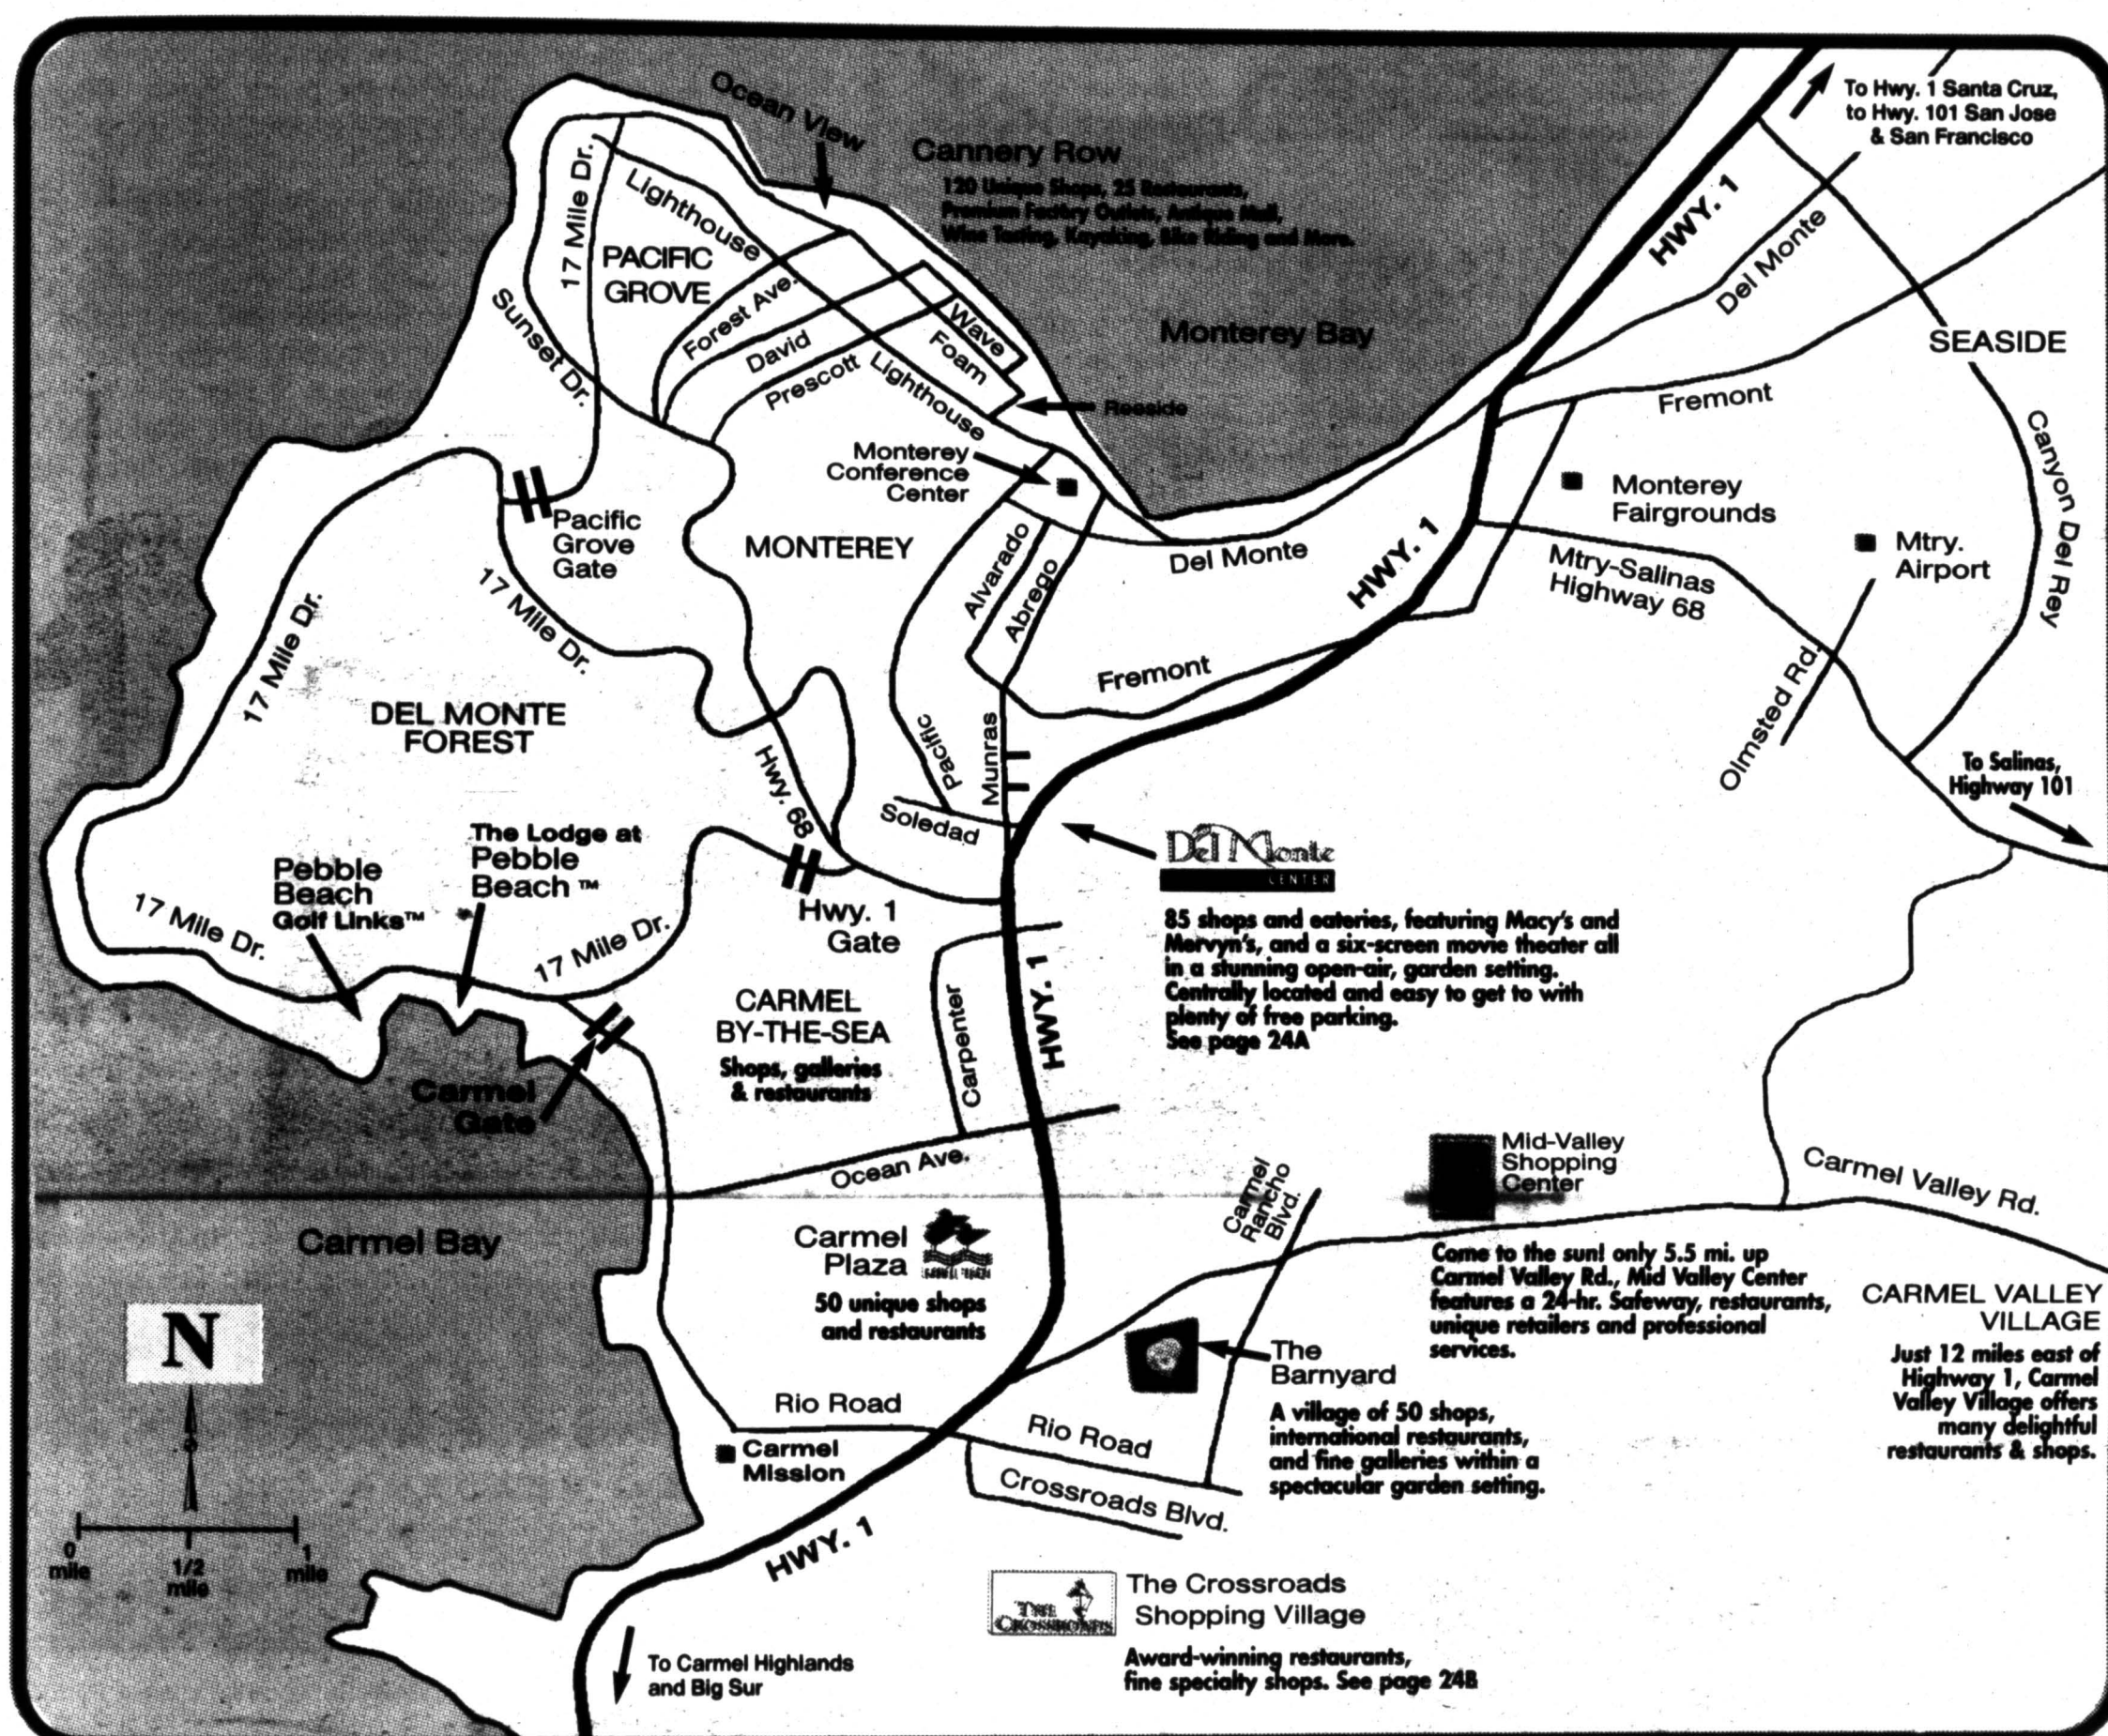 Ocean View
Cannery Row
120 Unique Shops, 25 Restaurants,
Premium Factory Outlets, Antique Mall,
Wine Tasting, Kayaking, Bike Riding and More.
To Hwy. 1 Santa Cruz,
to Hwy. 101 San Jose
& San Francisco
HWY. 1
Del Monte
17 Mile Dr.
Lighthouse
PACIFIC
GROVE
Sunset Dr.
Forest Ave.
David
Prescott
Lighthouse
Wave
Foam
Reeside
Monterey Bay
SEASIDE
Fremont
Canyon Del Rey
Monterey
Conference
Center
Monterey
Fairgrounds
Mtry.
Airport
Pacific
Grove
Gate
MONTEREY
Alvarado
Abrego
Del Monte
HWY. 1
Mtry-Salinas
Highway 68
Olmsted Rd.
17 Mile Dr.
17 Mile Dr.
Fremont
DEL MONTE
FOREST
Hwy. 68
Pacific
Munras
Soledad
To Salinas,
Highway 101
The Lodge at
Pebble
Beach ™
Pebble
Beach
Golf Links™
17 Mile Dr.
17 Mile Dr.
Hwy. 1
Gate
Del Monte
CENTER
85 shops and eateries, featuring Macy's and
Mervyn's, and a six-screen movie theater all
in a stunning open-air, garden setting.
Centrally located and easy to get to with
plenty of free parking.
See page 24A
CARMEL
BY-THE-SEA
Shops, galleries
& restaurants
Carpenter
HWY. 1
Carmel
Gate
Ocean Ave.
Carmel
Rancho
Blvd.
Mid-Valley
Shopping
Center
Carmel Valley Rd.
Carmel Bay
Carmel
Plaza
50 unique shops
and restaurants
Come to the sun! only 5.5 mi. up
Carmel Valley Rd., Mid Valley Center
features a 24-hr. Safeway, restaurants,
unique retailers and professional
services.
CARMEL VALLEY
VILLAGE
Just 12 miles east of
Highway 1, Carmel
Valley Village offers
many delightful
restaurants & shops.
N
The
Barnyard
A village of 50 shops,
international restaurants,
and fine galleries within a
spectacular garden setting.
Rio Road
Rio Road
Carmel
Mission
Crossroads Blvd.
0
mile
1/2
mile
1
mile
HWY. 1
THE
CROSSROADS
The Crossroads
Shopping Village
Award-winning restaurants,
fine specialty shops. See page 24B
To Carmel Highlands
and Big Sur